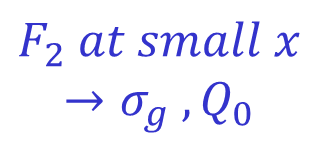 F₂ at small x
→ σ_g , Q₀